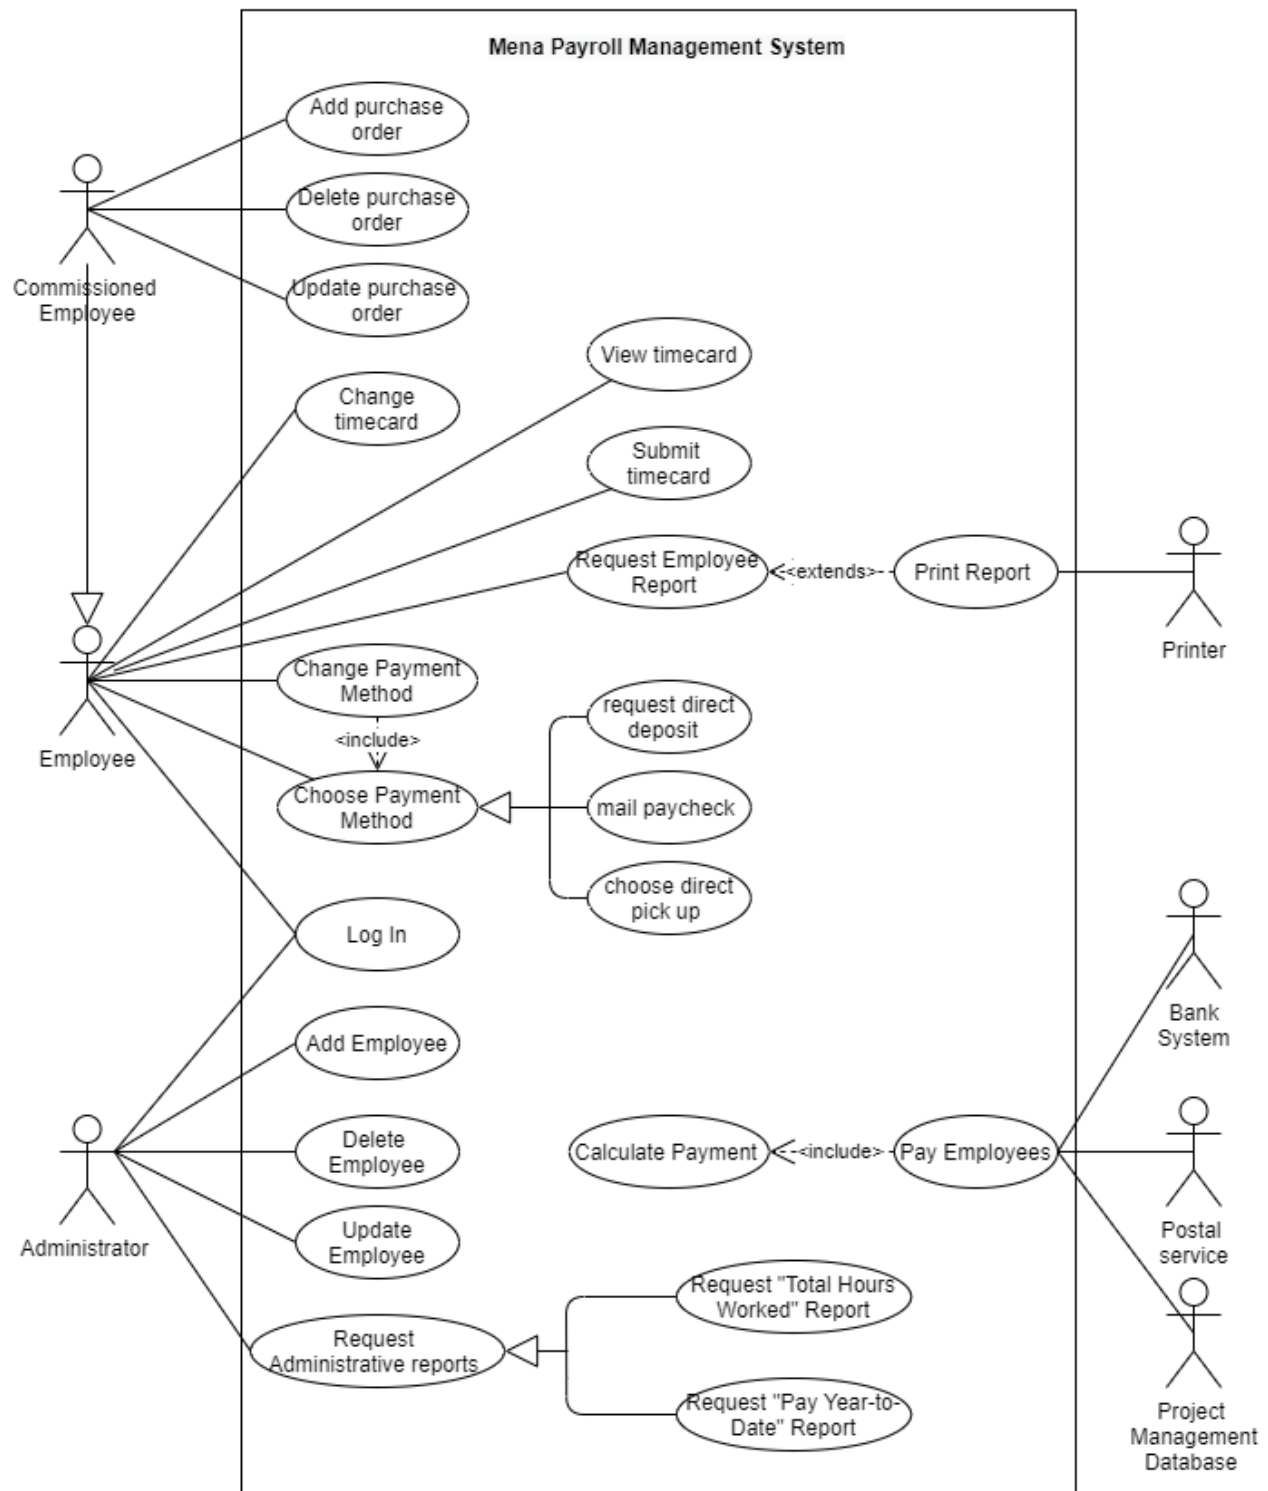 Mena Payroll Management System
Add purchase
order
Delete purchase
order
Commissioned
Employee
Update purchase
order
View timecard
Change
timecard
Submit
timecard
Request Employee
Report
<extends>
Print Report
Printer
Change Payment
Method
Employee
<include>
request direct
deposit
Choose Payment
Method
mail paycheck
choose direct
pick up
Log In
Bank
System
Add Employee
Delete
Employee
Calculate Payment
<include>
Pay Employees
Administrator
Update
Employee
Postal
service
Request "Total Hours
Worked" Report
Request
Administrative reports
Request "Pay Year-to-
Date" Report
Project
Management
Database